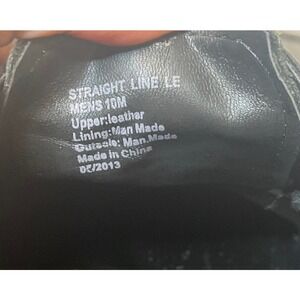 STRAIGHT LINE LE
MENS 10M
Upper:leather
Lining:Man Made
Outsole: Man.Made
Made in China
05/2013